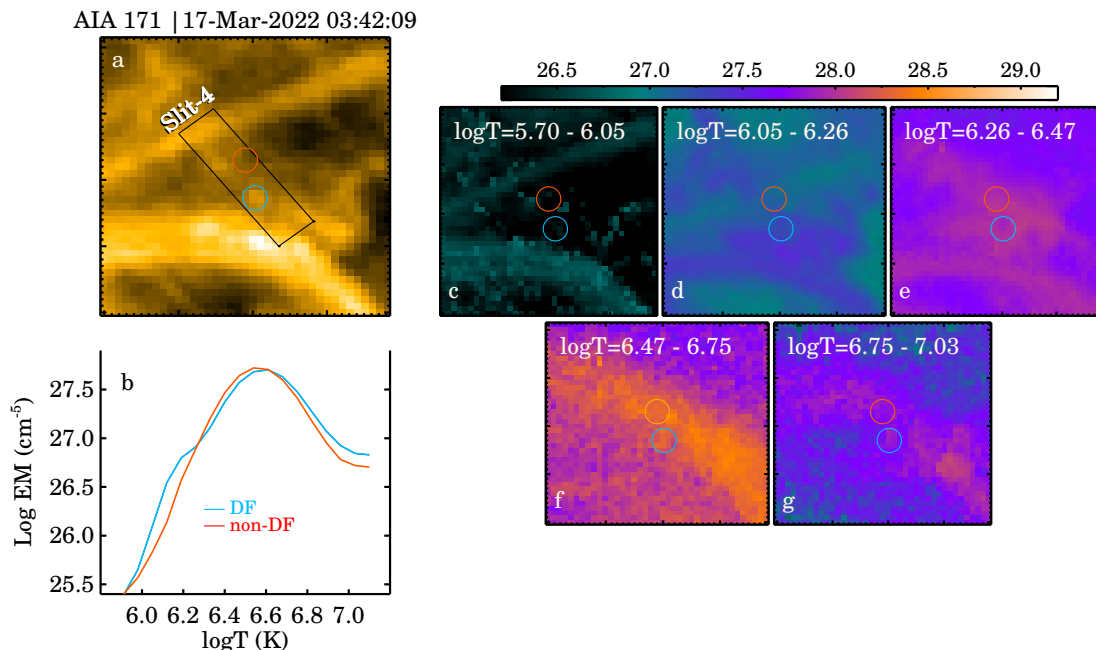 AIA 171 |17-Mar-2022 03:42:09
a
Slit-4
26.5 27.0 27.5 28.0 28.5 29.0
logT=5.70 - 6.05
logT=6.05 - 6.26
logT=6.26 - 6.47
c
d
e
logT=6.47 - 6.75
logT=6.75 - 7.03
f
g
b
27.5
27.0
26.5
26.0
25.5
Log EM (cm-5)
DF
non-DF
6.0 6.2 6.4 6.6 6.8 7.0
logT (K)